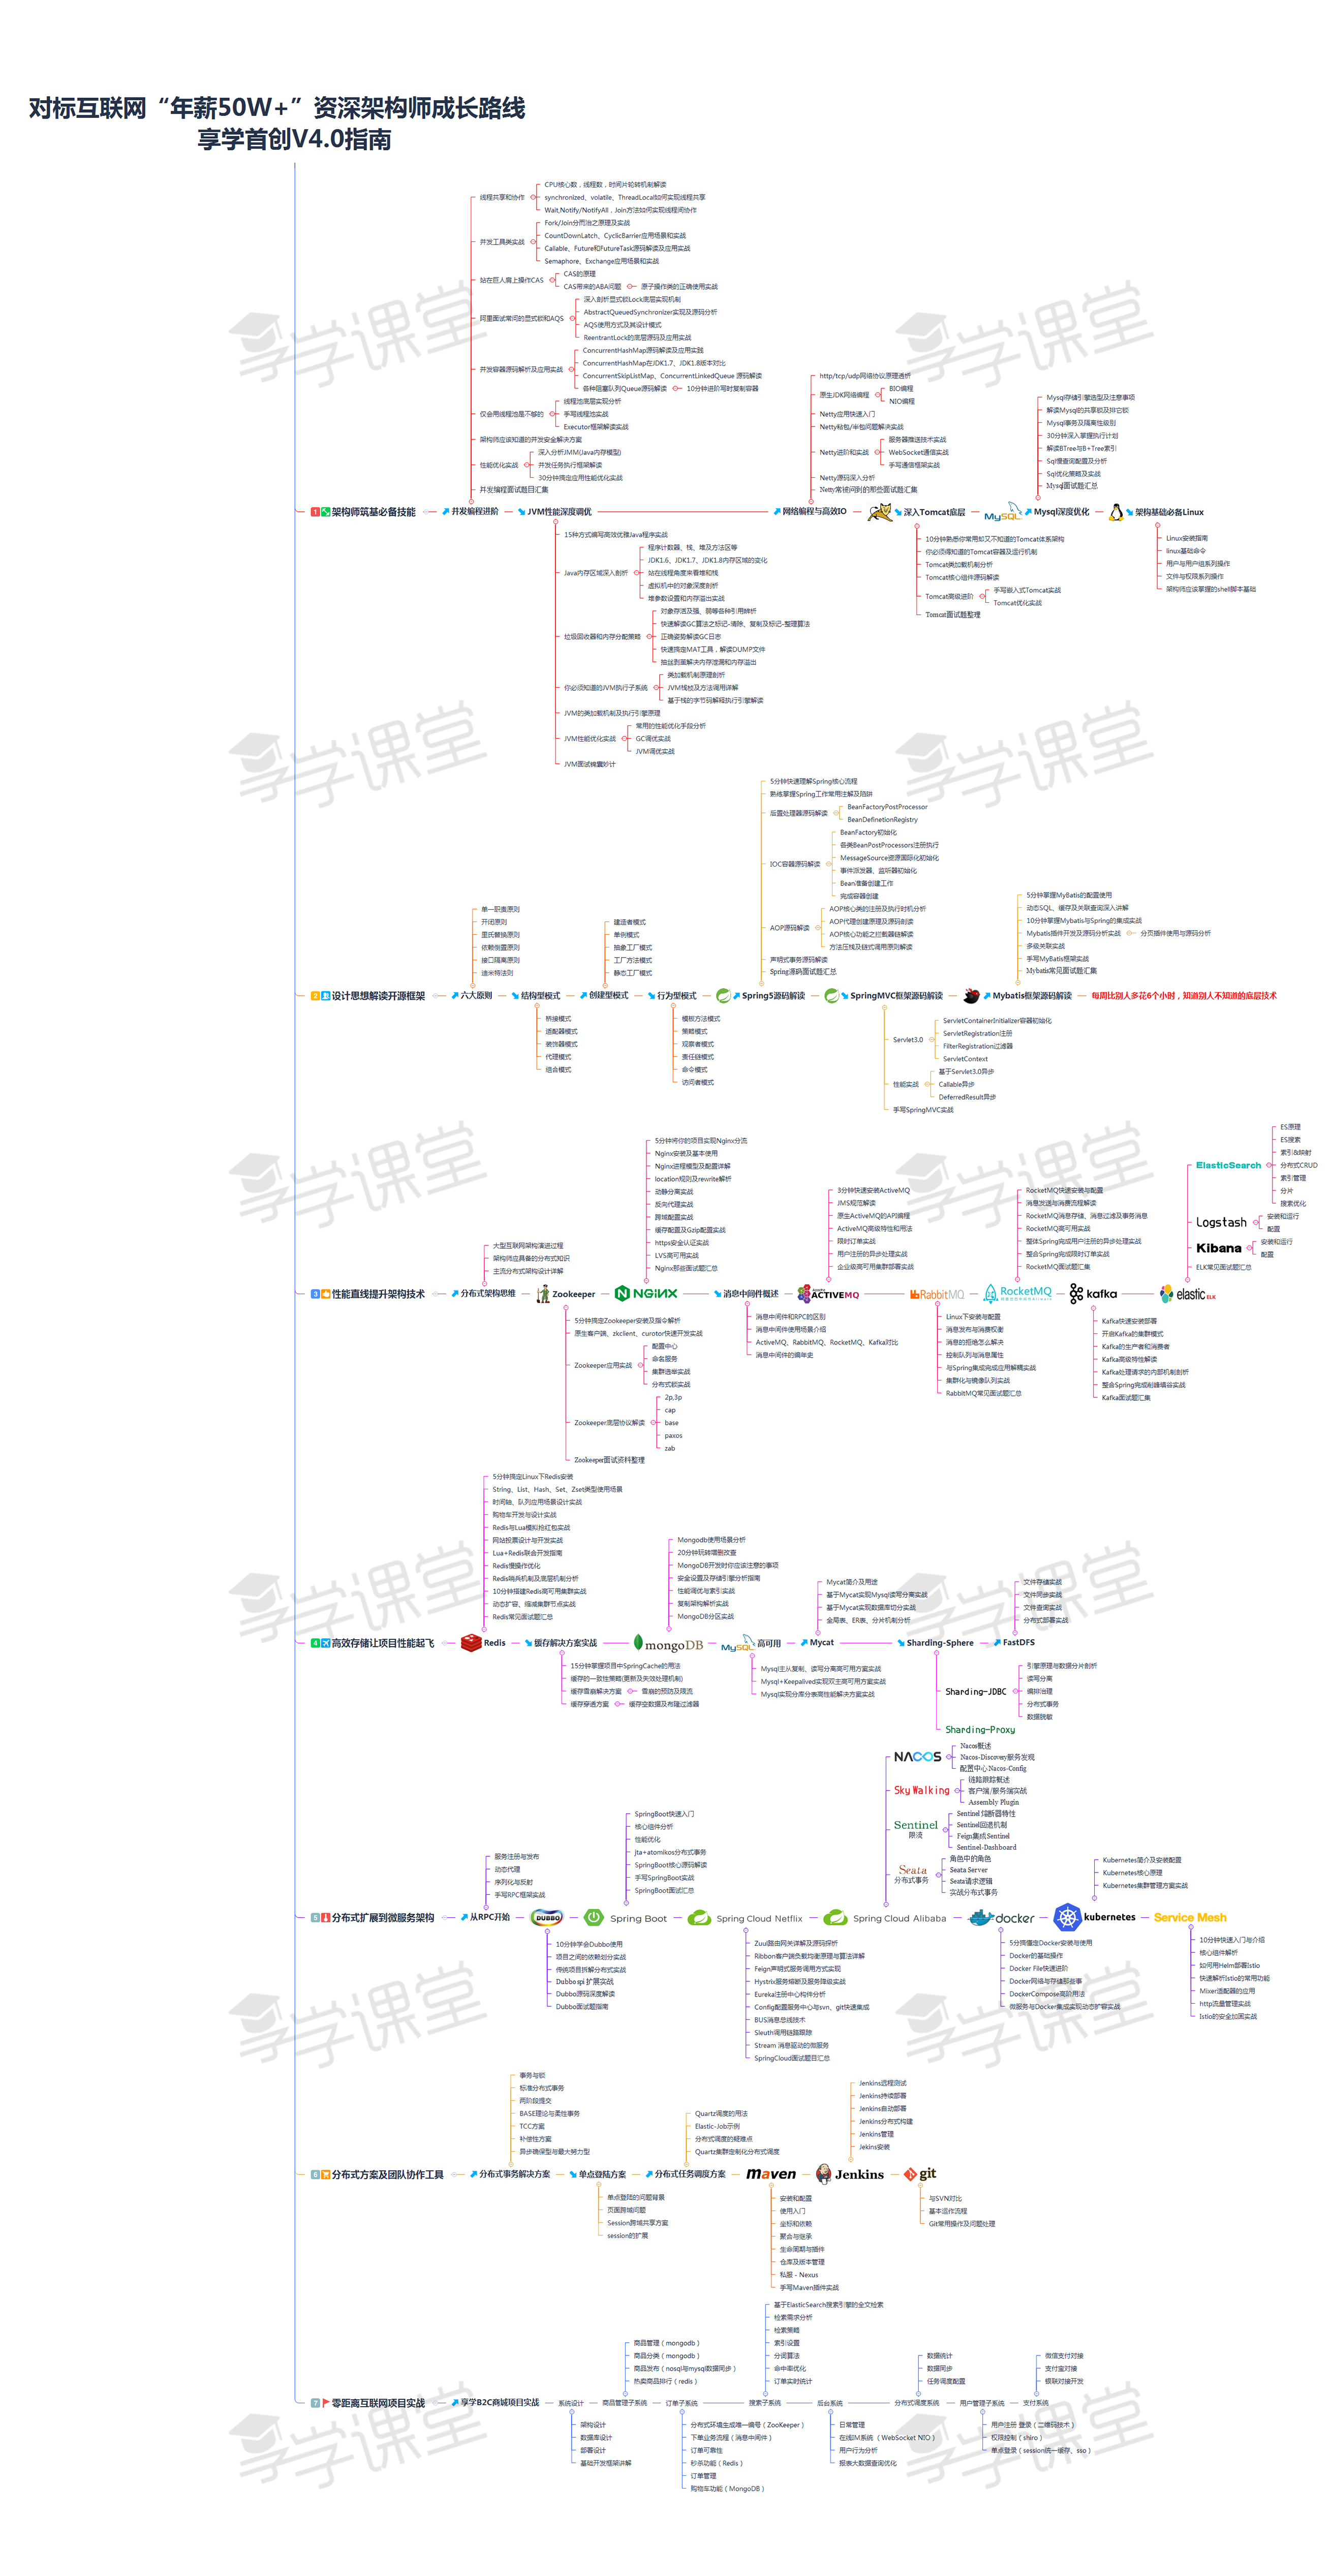 对标互联网“年薪50W+”资深架构师成长路线
享学首创V4.0指南
1 架构师筑基必备技能
并发编程进阶
线程共享和协作
CPU核心数，线程数，时间片轮转机制解读
synchronized、volatile、ThreadLocal如何实现线程共享
Wait,Notify/NotifyAll，Join方法如何实现线程间协作
并发工具类实战
Fork/Join分而治之原理及实战
CountDownLatch、CyclicBarrier应用场景和实战
Callable、Future和FutureTask源码解读及应用实战
Semaphore、Exchange应用场景和实战
站在巨人肩上操作CAS
CAS的原理
CAS带来的ABA问题
原子操作类的正确使用实战
阿里面试常问的显式锁和AQS
深入剖析显式锁Lock底层实现机制
AbstractQueuedSynchronizer实现及源码分析
AQS使用方式及其设计模式
ReentrantLock的底层源码及应用实战
并发容器源码解析及应用实战
ConcurrentHashMap源码解读及应用实践
ConcurrentHashMap在JDK1.7、JDK1.8版本对比
ConcurrentSkipListMap、ConcurrentLinkedQueue 源码解读
各种阻塞队列Queue源码解读
10分钟进阶写时复制容器
仅会用线程池是不够的
线程池底层实现分析
手写线程池实战
Executor框架解读实战
架构师应该知道的并发安全解决方案
性能优化实战
深入分析JMM(Java内存模型)
并发任务执行框架解读
30分钟搞定应用性能优化实战
并发编程面试题目汇集
JVM性能深度调优
15种方式编写高效优雅Java程序实战
Java内存区域深入剖析
程序计数器、栈、堆及方法区等
JDK1.6、JDK1.7、JDK1.8内存区域的变化
站在线程角度来看堆和栈
虚拟机中的对象深度剖析
堆参数设置和内存溢出实战
垃圾回收器和内存分配策略
对象存活及强、弱等各种引用辨析
快速解读GC算法之标记-清除、复制及标记-整理算法
正确姿势解读GC日志
快速搞定MAT工具，解读DUMP文件
抽丝剥茧解决内存泄漏和内存溢出
你必须知道的JVM执行子系统
类加载机制原理剖析
JVM栈桢及方法调用详解
基于栈的字节码解释执行引擎解读
JVM的类加载机制及执行引擎原理
JVM性能优化实战
常用的性能优化手段分析
GC调优实战
JVM调优实战
JVM面试锦囊妙计
网络编程与高效IO
http/tcp/udp网络协议原理透析
原生JDK网络编程
BIO编程
NIO编程
Netty应用快速入门
Netty粘包/半包问题解决实战
Netty进阶和实战
服务器推送技术实战
WebSocket通信实战
手写通信框架实战
Netty源码深入分析
Netty常被问到的那些面试题汇集
深入Tomcat底层
10分钟熟悉你常用却又不知道的Tomcat体系架构
你必须得知道的Tomcat容器及运行机制
Tomcat类加载机制分析
Tomcat核心组件源码解读
Tomcat高级进阶
手写嵌入式Tomcat实战
Tomcat优化实战
Tomcat面试题整理
MySQL
Mysql深度优化
Mysql存储引擎选型及注意事项
解读Mysql的共享锁及排它锁
Mysql事务及隔离性级别
30分钟深入掌握执行计划
解读BTree与B+Tree索引
Sql慢查询配置及分析
Sql优化策略及实战
Mysql面试题汇总
架构基础必备Linux
Linux安装指南
linux基础命令
用户与用户组系列操作
文件与权限系列操作
架构师应该掌握的shell脚本基础
2 设计思想解读开源框架
六大原则
单一职责原则
开闭原则
里氏替换原则
依赖倒置原则
接口隔离原则
迪米特法则
结构型模式
桥接模式
适配器模式
装饰器模式
代理模式
组合模式
创建型模式
建造者模式
单例模式
抽象工厂模式
工厂方法模式
静态工厂模式
行为型模式
模板方法模式
策略模式
观察者模式
责任链模式
命令模式
访问者模式
Spring5源码解读
5分钟快速理解Spring核心流程
熟练掌握Spring工作常用注解及陷阱
后置处理器源码解读
BeanFactoryPostProcessor
BeanDefinetionRegistry
IOC容器源码解读
BeanFactory初始化
各类BeanPostProcessors注册执行
MessageSource资源国际化初始化
事件派发器、监听器初始化
Bean准备创建工作
完成容器创建
AOP源码解读
AOP核心类的注册及执行时机分析
AOP代理创建原理及源码剖读
AOP核心功能之拦截器链解读
方法压栈及链式调用原则解读
声明式事务源码解读
Spring源码面试题汇总
SpringMVC框架源码解读
Servlet3.0
ServletContainerInitializer容器初始化
ServletRegistration注册
FilterRegistration过滤器
ServletContext
性能实战
基于Servlet3.0异步
Callable异步
DeferredResult异步
手写SpringMVC实战
Mybatis框架源码解读
5分钟掌握MyBatis的配置使用
动态SQL、缓存及关联查询深入讲解
10分钟掌握Mybatis与Spring的集成实战
Mybatis插件开发及源码分析实战
分页插件使用与源码分析
多级关联实战
手写MyBatis框架实战
Mybatis常见面试题汇集
每周比别人多花6个小时，知道别人不知道的底层技术
3 性能直线提升架构技术
分布式架构思维
大型互联网架构演进过程
架构师应具备的分布式知识
主流分布式架构设计详解
Zookeeper
5分钟搞定Zookeeper安装及指令解析
原生客户端、zkclient、curotor快速开发实战
Zookeeper应用实战
配置中心
命名服务
集群选举实战
分布式锁实战
Zookeeper底层协议解读
2p,3p
cap
base
paxos
zab
Zookeeper面试资料整理
NGINX
5分钟将你的项目实现Nginx分流
Nginx安装及基本使用
Nginx进程模型及配置详解
location规则及rewrite解析
动静分离实战
反向代理实战
跨域配置实战
缓存配置及Gzip配置实战
https安全认证实战
LVS高可用实战
Nginx那些面试题汇总
消息中间件概述
消息中间件和RPC的区别
消息中间件使用场景介绍
ActiveMQ、RabbitMQ、RocketMQ、Kafka对比
消息中间件的编年史
ACTIVEMQ
3分钟快速安装ActiveMQ
JMS规范解读
原生ActiveMQ的API编程
ActiveMQ高级特性和用法
限时订单实战
用户注册的异步处理实战
企业级高可用集群部署实战
RabbitMQ
Linux下安装与配置
消息发布与消费权衡
消息的拒绝怎么解决
控制队列与消息属性
与Spring集成完成应用解耦实战
集群化与镜像队列实战
RabbitMQ常见面试题汇总
RocketMQ
RocketMQ快速安装与配置
消息发送与消费流程解读
RocketMQ消息存储、消息过滤及事务消息
RocketMQ高可用实战
整体Spring完成用户注册的异步处理实战
整合Spring完成限时订单实战
RocketMQ面试题汇集
kafka
Kafka快速安装部署
开启Kafka的集群模式
Kafka的生产者和消费者
Kafka高级特性解读
Kafka处理请求的内部机制剖析
整合Spring完成削峰填谷实战
Kafka面试题汇集
elastic ELK
ElasticSearch
ES原理
ES搜索
索引&映射
分布式CRUD
索引管理
分片
搜索优化
Logstash
安装和运行
配置
Kibana
安装和运行
配置
ELK常见面试题汇总
4 高效存储让项目性能起飞
Redis
5分钟搞定Linux下Redis安装
String、List、Hash、Set、Zset类型使用场景
时间轴、队列应用场景设计实战
购物车开发与设计实战
Redis与Lua模拟抢红包实战
网站投票设计与开发实战
Lua+Redis联合开发指南
Redis慢操作优化
Redis哨兵机制及底层机制分析
10分钟搭建Redis高可用集群实战
动态扩容、缩减集群节点实战
Redis常见面试题汇总
缓存解决方案实战
15分钟掌握项目中SpringCache的用法
缓存的一致性策略(更新及失效处理机制)
缓存雪崩解决方案
雪崩的预防及限流
缓存穿透方案
缓存空数据及布隆过滤器
mongoDB
Mongodb使用场景分析
20分钟玩转增删改查
MongoDB开发时你应该注意的事项
安全设置及存储引擎分析指南
性能调优与索引实战
复制架构解析实战
MongoDB分区实战
MySQL
高可用
Mysql主从复制、读写分离高可用方案实战
Mysql+Keepalived实现双主高可用方案实战
Mysql实现分库分表高性能解决方案实战
Mycat
Mycat简介及用途
基于Mycat实现Mysql读写分离实战
基于Mycat实现数据库切分实战
全局表、ER表、分片机制分析
Sharding-Sphere
Sharding-JDBC
引擎原理与数据分片剖析
读写分离
编排治理
分布式事务
数据脱敏
Sharding-Proxy
FastDFS
文件存储实战
文件同步实战
文件查询实战
分布式部署实战
5 分布式扩展到微服务架构
从RPC开始
服务注册与发布
动态代理
序列化与反射
手写RPC框架实战
DUBBO
10分钟学会Dubbo使用
项目之间的依赖划分实战
传统项目拆解分布式实战
Dubbo spi 扩展实战
Dubbo源码深度解读
Dubbo面试题指南
Spring Boot
SpringBoot快速入门
核心组件分析
性能优化
jta+atomikos分布式事务
SpringBoot核心源码解读
手写SpringBoot实战
SpringBoot面试汇总
Spring Cloud Netflix
Zuul路由网关详解及源码探析
Ribbon客户端负载均衡原理与算法详解
Feign声明式服务调用方式实现
Hystrix服务熔断及服务降级实战
Eureka注册中心构件分析
Config配置服务中心与svn、git快速集成
BUS消息总线技术
Sleuth调用链路跟踪
Stream 消息驱动的微服务
SpringCloud面试题目汇总
Spring Cloud Alibaba
NACOS
Nacos概述
Nacos-Discovery服务发现
配置中心Nacos-Config
Sky Walking
链路跟踪概述
客户端/服务端实战
Assembly Plugin
Sentinel
限流
Sentinel 熔断器特性
Sentinel回退机制
Feign集成Sentinel
Sentinel-Dashboard
Seata
分布式事务
角色中的角色
Seata Server
Seata请求逻辑
实战分布式事务
docker
5分搞懂定Docker安装与使用
Docker的基础操作
Docker File快速进阶
Docker网络与存储那些事
DockerCompose高阶用法
微服务与Docker集成实现动态扩容实战
kubernetes
Kubernetes简介及安装配置
Kubernetes核心原理
Kubernetes集群管理方案实战
Service Mesh
10分钟快速入门与介绍
核心组件解析
如何用Helm部署Istio
快速解析Istio的常用功能
Mixer适配器的应用
http流量管理实战
Istio的安全加固实战
6 分布式方案及团队协作工具
分布式事务解决方案
事务与锁
标准分布式事务
两阶段提交
BASE理论与柔性事务
TCC方案
补偿性方案
异步确保型与最大努力型
单点登陆方案
单点登陆的问题背景
页面跨域问题
Session跨域共享方案
session的扩展
分布式任务调度方案
Quartz调度的用法
Elastic-Job示例
分布式调度的疑难点
Quartz集群定制化分布式调度
maven
安装和配置
使用入门
坐标和依赖
聚合与继承
生命周期与插件
仓库及版本管理
私服 - Nexus
手写Maven插件实战
Jenkins
Jenkins远程测试
Jenkins持续部署
Jenkins自动部署
Jenkins分布式构建
Jenkins管理
Jekins安装
git
与SVN对比
基本运作流程
Git常用操作及问题处理
7 零距离互联网项目实战
享学B2C商城项目实战
系统设计
架构设计
数据库设计
部署设计
基础开发框架讲解
商品管理子系统
商品管理（mongodb）
商品分类（mongodb）
商品发布（nosql与mysql数据同步）
热卖商品排行（redis）
订单子系统
分布式环境生成唯一编号（ZooKeeper）
下单业务流程（消息中间件）
订单可靠性
秒杀功能（Redis）
订单管理
购物车功能（MongoDB）
搜索子系统
基于ElasticSearch搜索引擎的全文检索
检索需求分析
检索策略
索引设置
分词算法
命中率优化
订单实时统计
后台系统
日常管理
在线IM系统 （WebSocket NIO）
用户行为分析
报表大数据查询优化
分布式调度系统
数据统计
数据同步
任务调度配置
用户管理子系统
用户注册 登录（二维码技术）
权限控制（shiro）
单点登录（session统一缓存、sso）
支付系统
微信支付对接
支付宝对接
银联对接开发
享学课堂
享学课堂
享学课堂
享学课堂
享学课堂
享学课堂
享学课堂
享学课堂
享学课堂
享学课堂
享学课堂
享学课堂